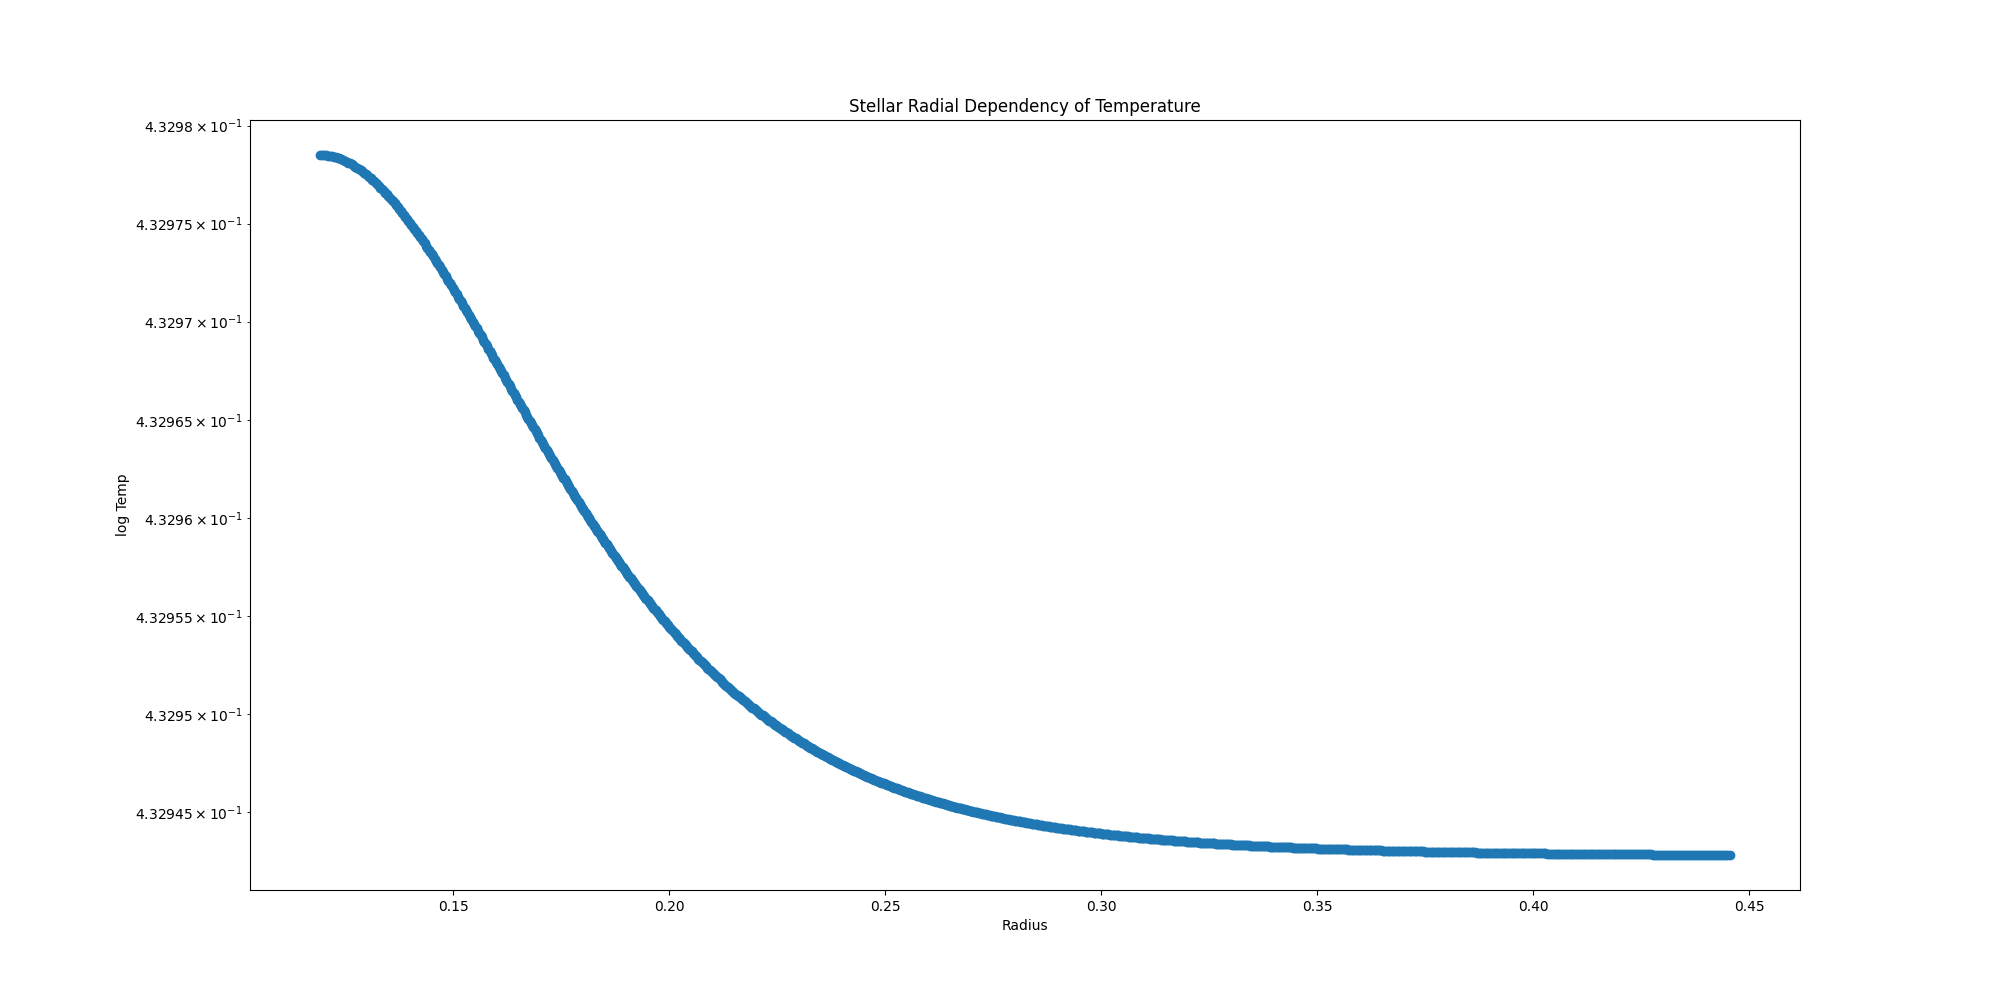 Stellar Radial Dependency of Temperature
4.3298 × 10⁻¹
4.32975 × 10⁻¹
4.3297 × 10⁻¹
4.32965 × 10⁻¹
4.3296 × 10⁻¹
4.32955 × 10⁻¹
4.3295 × 10⁻¹
4.32945 × 10⁻¹
log Temp
0.15 0.20 0.25 0.30 0.35 0.40 0.45
Radius